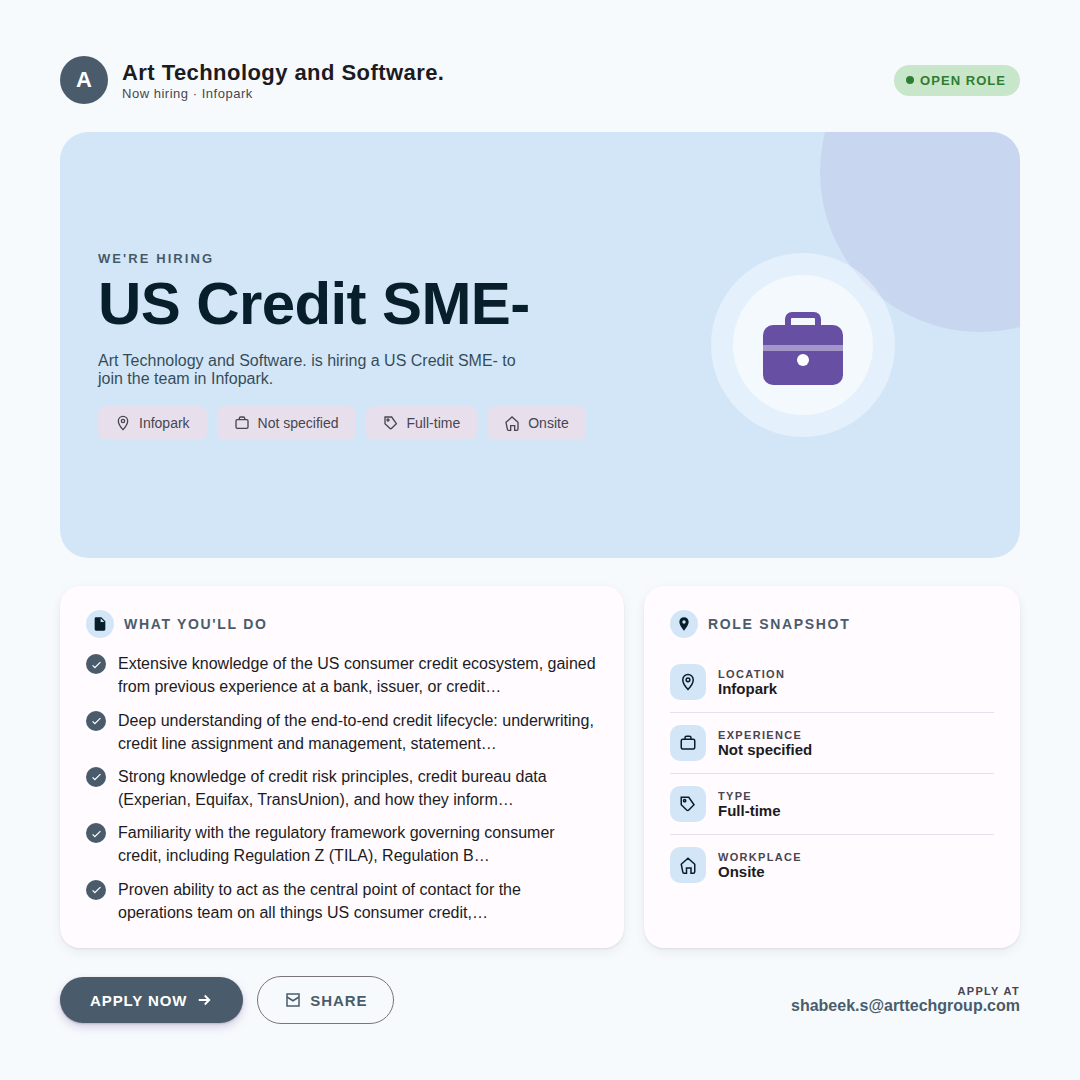 A
Art Technology and Software.
Now hiring · Infopark
OPEN ROLE
WE'RE HIRING
US Credit SME-
Art Technology and Software. is hiring a US Credit SME- to
join the team in Infopark.
Infopark
Not specified
Full-time
Onsite
WHAT YOU'LL DO
Extensive knowledge of the US consumer credit ecosystem, gained
from previous experience at a bank, issuer, or credit…
Deep understanding of the end-to-end credit lifecycle: underwriting,
credit line assignment and management, statement…
Strong knowledge of credit risk principles, credit bureau data
(Experian, Equifax, TransUnion), and how they inform…
Familiarity with the regulatory framework governing consumer
credit, including Regulation Z (TILA), Regulation B…
Proven ability to act as the central point of contact for the
operations team on all things US consumer credit,…
ROLE SNAPSHOT
LOCATION
Infopark
EXPERIENCE
Not specified
TYPE
Full-time
WORKPLACE
Onsite
APPLY NOW
SHARE
APPLY AT
shabeek.s@arttechgroup.com